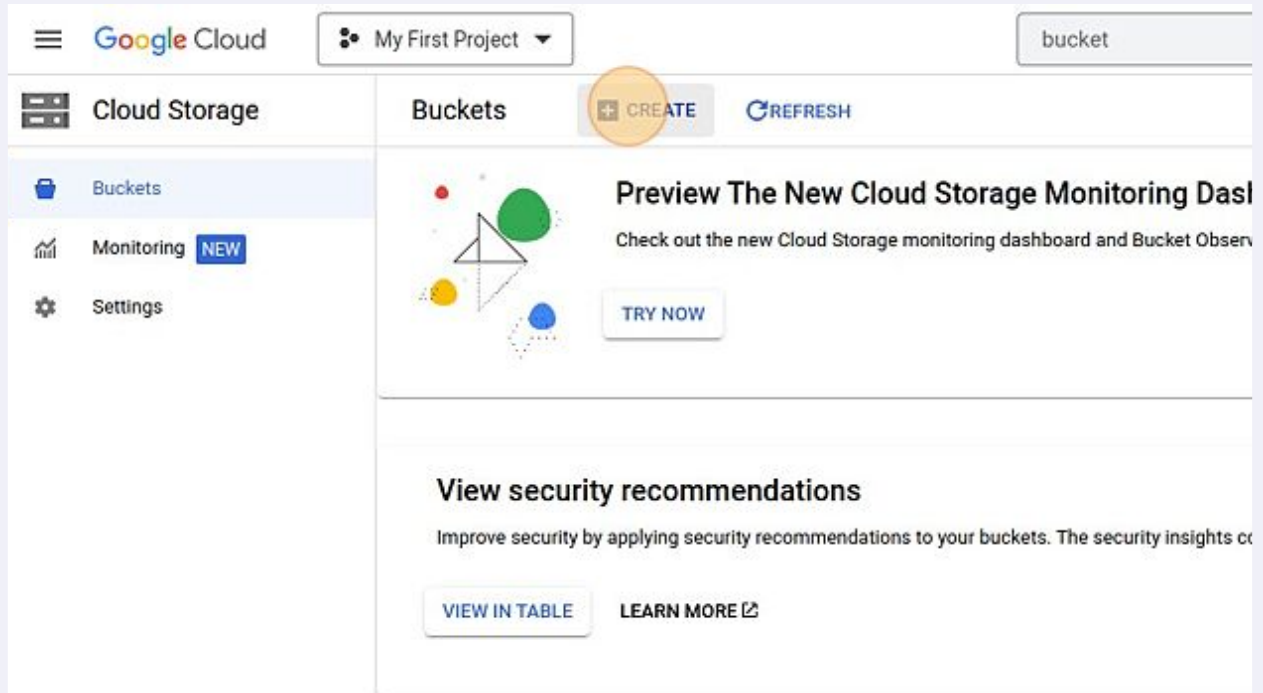 Google Cloud
My First Project
bucket
Cloud Storage
Buckets
CREATE
REFRESH
Buckets
Monitoring NEW
Settings
Preview The New Cloud Storage Monitoring
Check out the new Cloud Storage monitoring dashboard and Bucket
TRY NOW
View security recommendations
Improve security by applying security recommendations to your buckets. The security insights
VIEW IN TABLE
LEARN MORE